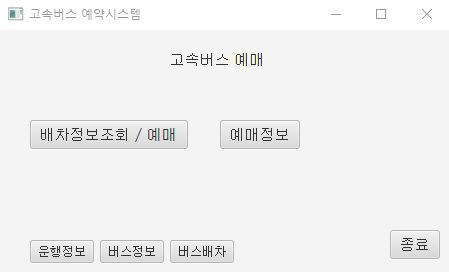 고속버스 예약시스템
고속버스 예매
배차정보조회 / 예매 예매정보
종료
운행정보 버스정보 버스배차